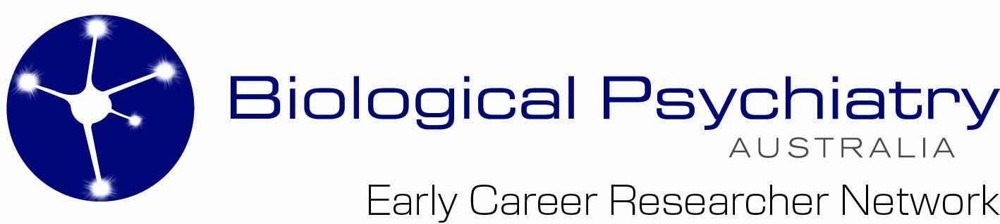 Biological Psychiatry
AUSTRALIA
Early Career Researcher Network